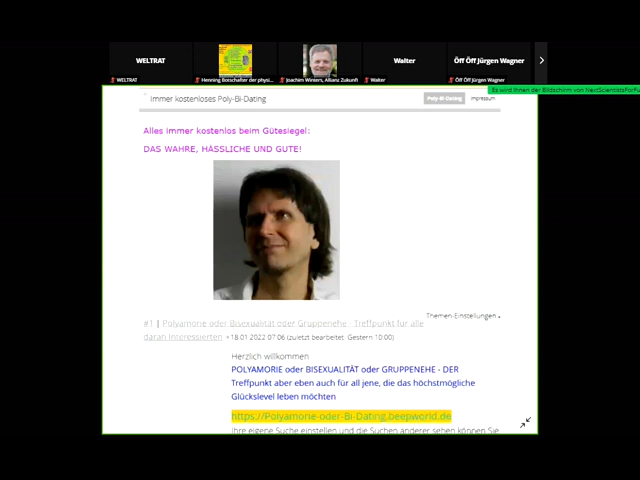 WELTRAT
Walter
Öff Öff Jürgen Wagner
WELTRAT
Henning Botschafter der physi...
Joachim Winters, Allianz Zukunft
Walter
Öff Öff Jürgen Wagner
Es wird Ihnen der Bildschirm von NextScientistsForFu
Immer kostenloses Poly-Bi-Dating
Poly-Bi-Dating
Impressum
Alles immer kostenlos beim Gütesiegel:
DAS WAHRE, HÄSSLICHE UND GUTE!
Themen-Einstellungen
#1 | Polyamorie oder Bisexualität oder Gruppenehe - Treffpunkt für alle
daran Interessierten • 18.01.2022 07:06 (zuletzt bearbeitet: Gestern 10:00)
Herzlich willkommen
POLYAMORIE oder BISEXUALITÄT oder GRUPPENEHE - DER
Treffpunkt aber eben auch für all jene, die das höchstmögliche
Glückslevel leben möchten
https://Polyamorie-oder-Bi-Dating.beepworld.de
Ihre eigene Suche einstellen und die Suchen anderer sehen können Sie